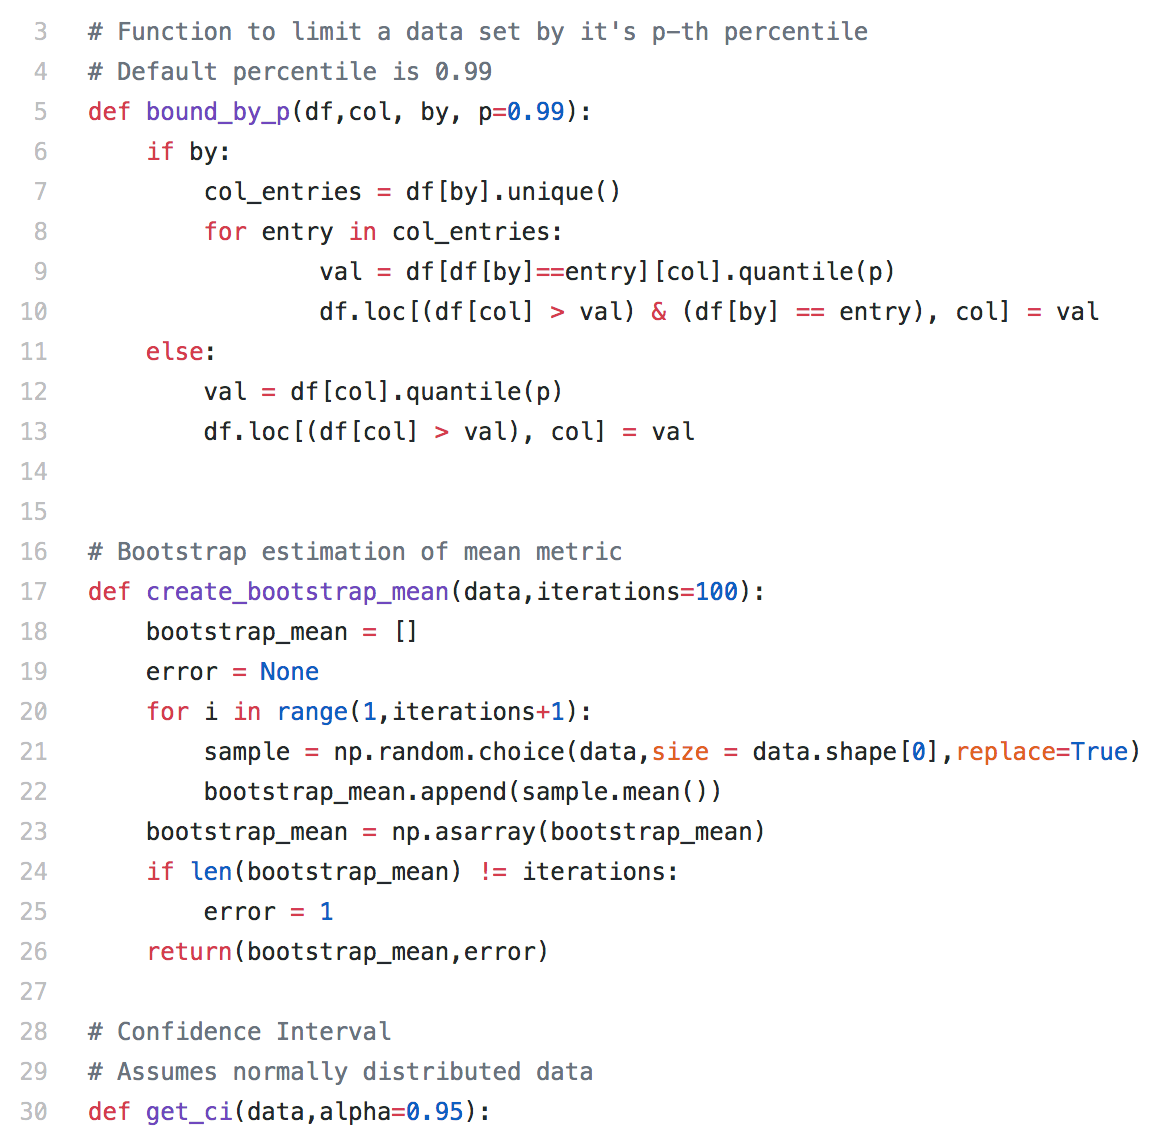 3 # Function to limit a data set by it's p-th percentile
4 # Default percentile is 0.99
5 def bound_by_p(df,col, by, p=0.99):
6     if by:
7         col_entries = df[by].unique()
8         for entry in col_entries:
9                 val = df[df[by]==entry][col].quantile(p)
10                 df.loc[(df[col] > val) & (df[by] == entry), col] = val
11     else:
12         val = df[col].quantile(p)
13         df.loc[(df[col] > val), col] = val
14
15
16 # Bootstrap estimation of mean metric
17 def create_bootstrap_mean(data,iterations=100):
18     bootstrap_mean = []
19     error = None
20     for i in range(1,iterations+1):
21         sample = np.random.choice(data,size = data.shape[0],replace=True)
22         bootstrap_mean.append(sample.mean())
23     bootstrap_mean = np.asarray(bootstrap_mean)
24     if len(bootstrap_mean) != iterations:
25         error = 1
26     return(bootstrap_mean,error)
27
28 # Confidence Interval
29 # Assumes normally distributed data
30 def get_ci(data,alpha=0.95):